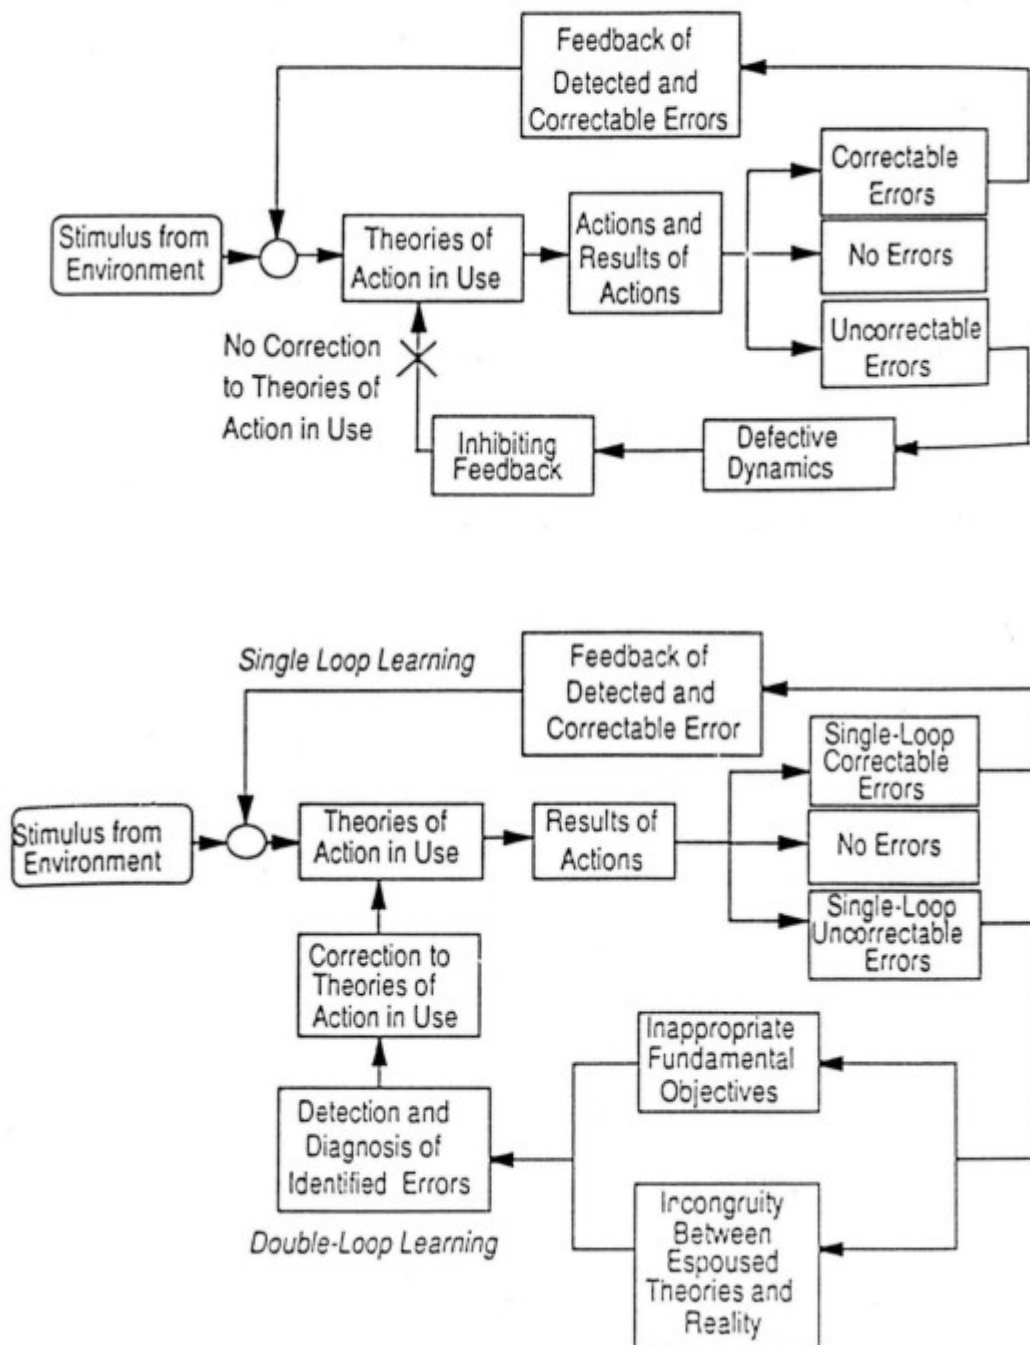 Feedback of
Detected and
Correctable Errors
Correctable
Errors
Stimulus from
Environment
Theories of
Action in Use
Actions and
Results of
Actions
No Errors
Uncorrectable
Errors
No Correction
to Theories of
Action in Use
Inhibiting
Feedback
Defective
Dynamics
Single Loop Learning
Feedback of
Detected and
Correctable Error
Single-Loop
Correctable
Errors
Stimulus from
Environment
Theories of
Action in Use
Results of
Actions
No Errors
Single-Loop
Uncorrectable
Errors
Correction to
Theories of
Action in Use
Inappropriate
Fundamental
Objectives
Detection and
Diagnosis of
Identified Errors
Double-Loop Learning
Incongruity
Between
Espoused
Theories and
Reality